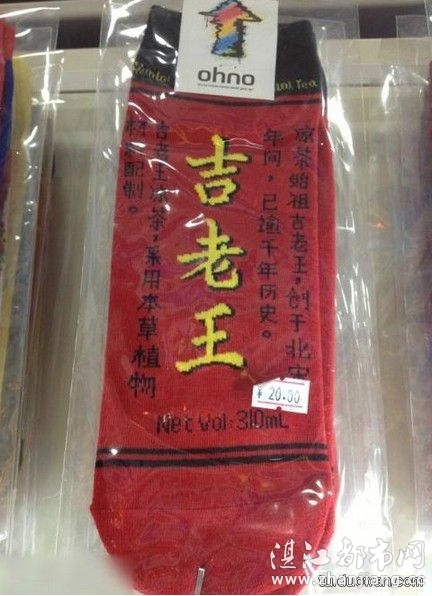 ohno
Tea
凉茶始祖吉老王,创于北宋
年间,已逾千年历史。
吉老王
吉老王凉茶,采用本草植物
材料配制。
¥ 20.00
Net Vol:310mL
湛江都市网